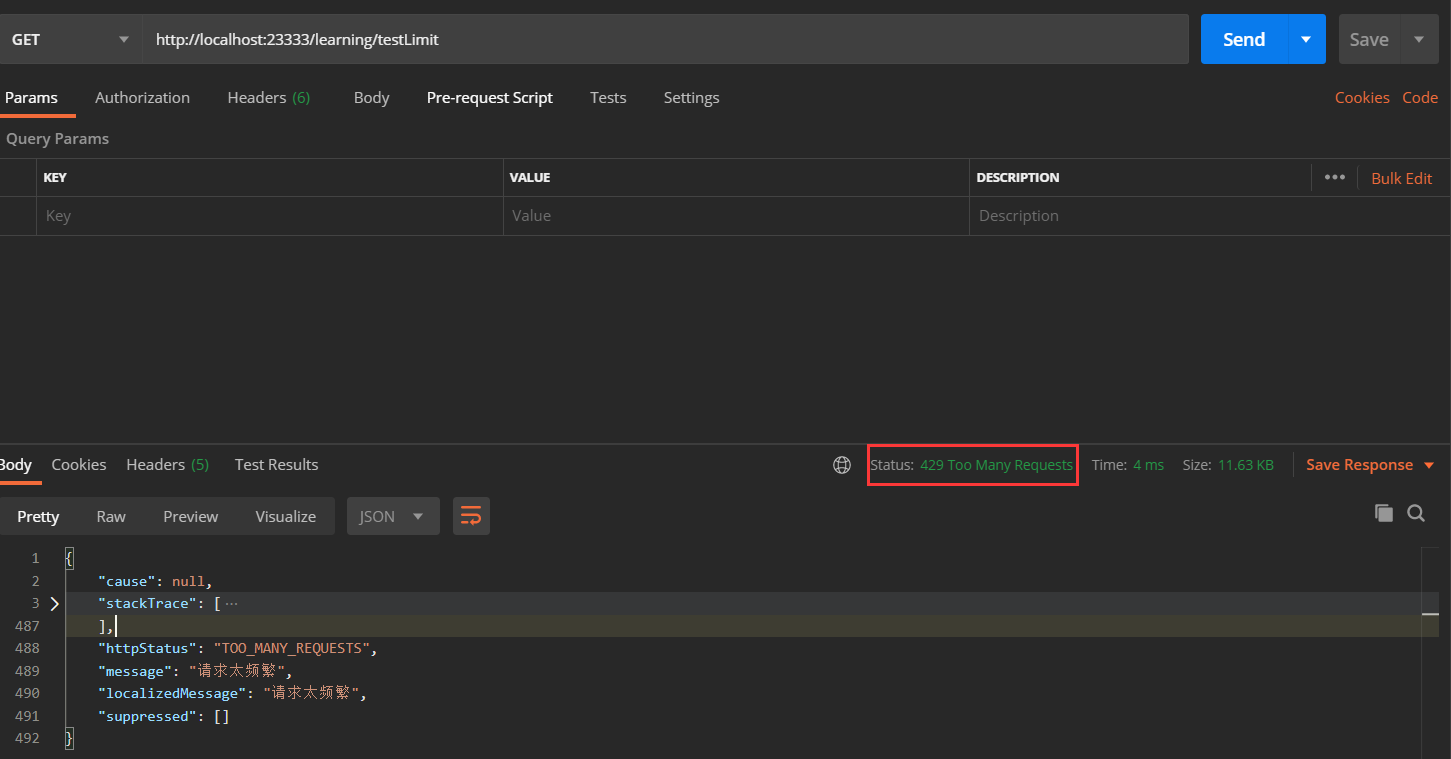 GET http://localhost:23333/learning/testLimit Send Save
Params Authorization Headers (6) Body Pre-request Script Tests Settings Cookies Code
Query Params
KEY VALUE DESCRIPTION ••• Bulk Edit
Key Value Description
Body Cookies Headers (5) Test Results Status: 429 Too Many Requests Time: 4 ms Size: 11.63 KB Save Response
Pretty Raw Preview Visualize JSON
1 {
2 "cause": null,
3 "stackTrace": [ ···
487 ],
488 "httpStatus": "TOO_MANY_REQUESTS",
489 "message": "请求太频繁",
490 "localizedMessage": "请求太频繁",
491 "suppressed": []
492 }